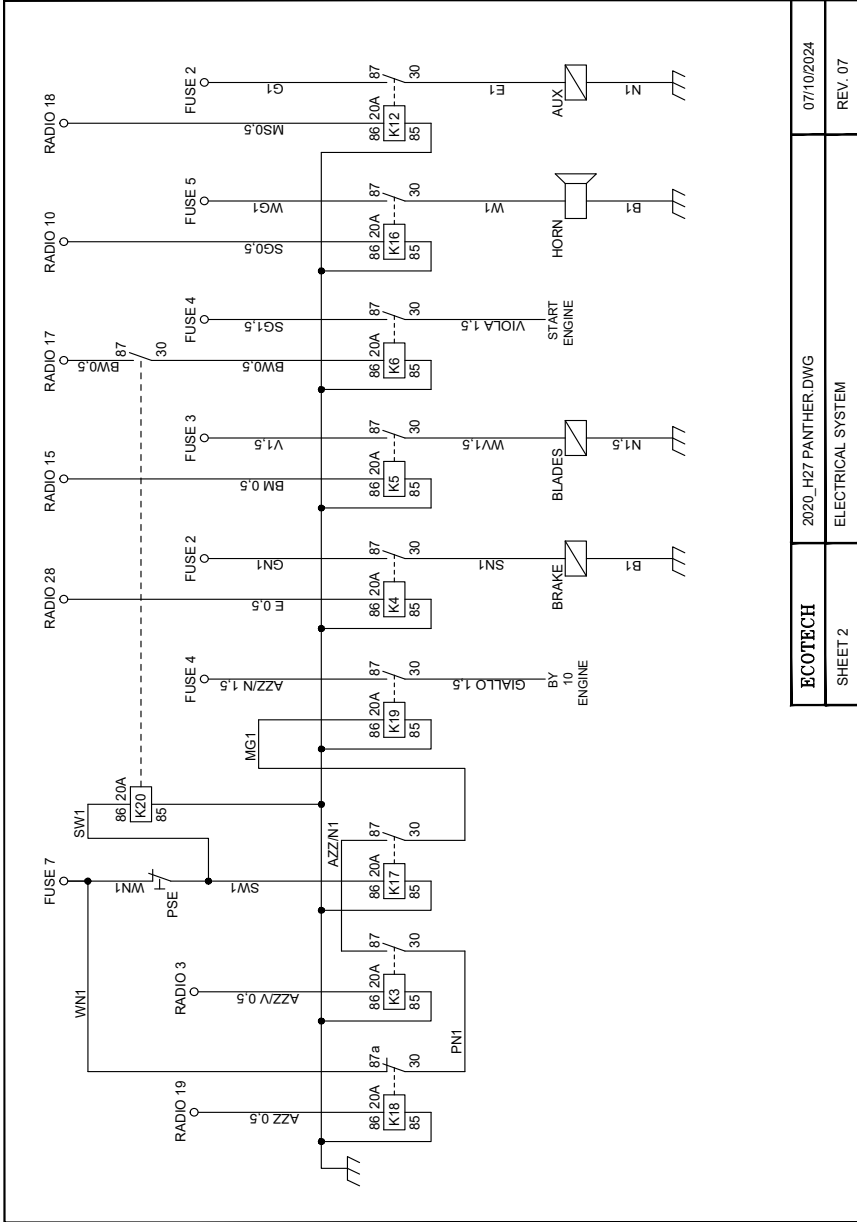 FUSE 7
RADIO 28
RADIO 15
RADIO 17
RADIO 10
RADIO 18
WN1
WN1
PSE
SW1
86 20A
K20
85
SW1
BW0,5
87
30
BW0,5
RADIO 19
AZZ 0,5
86 20A
K18
85
87a
30
RADIO 3
AZZ/V 0,5
86 20A
K3
85
87
30
PN1
AZZ/N1
86 20A
K17
85
87
30
MG1
FUSE 4
AZZ/N 1,5
86 20A
K19
85
87
30
GIALLO 1,5
BY
10
ENGINE
FUSE 2
E 0,5
GN1
86 20A
K4
85
87
30
SN1
BRAKE
B1
FUSE 3
BM 0,5
V1,5
86 20A
K5
85
87
30
WV1,5
BLADES
N1,5
FUSE 4
SG1,5
86 20A
K6
85
87
30
VIOLA 1,5
START
ENGINE
FUSE 5
SG0,5
WG1
86 20A
K16
85
87
30
W1
HORN
B1
FUSE 2
MS0,5
G1
86 20A
K12
85
87
30
E1
AUX
N1
ECOTECH
2020_H27 PANTHER.DWG
07/10/2024
SHEET 2
ELECTRICAL SYSTEM
REV. 07